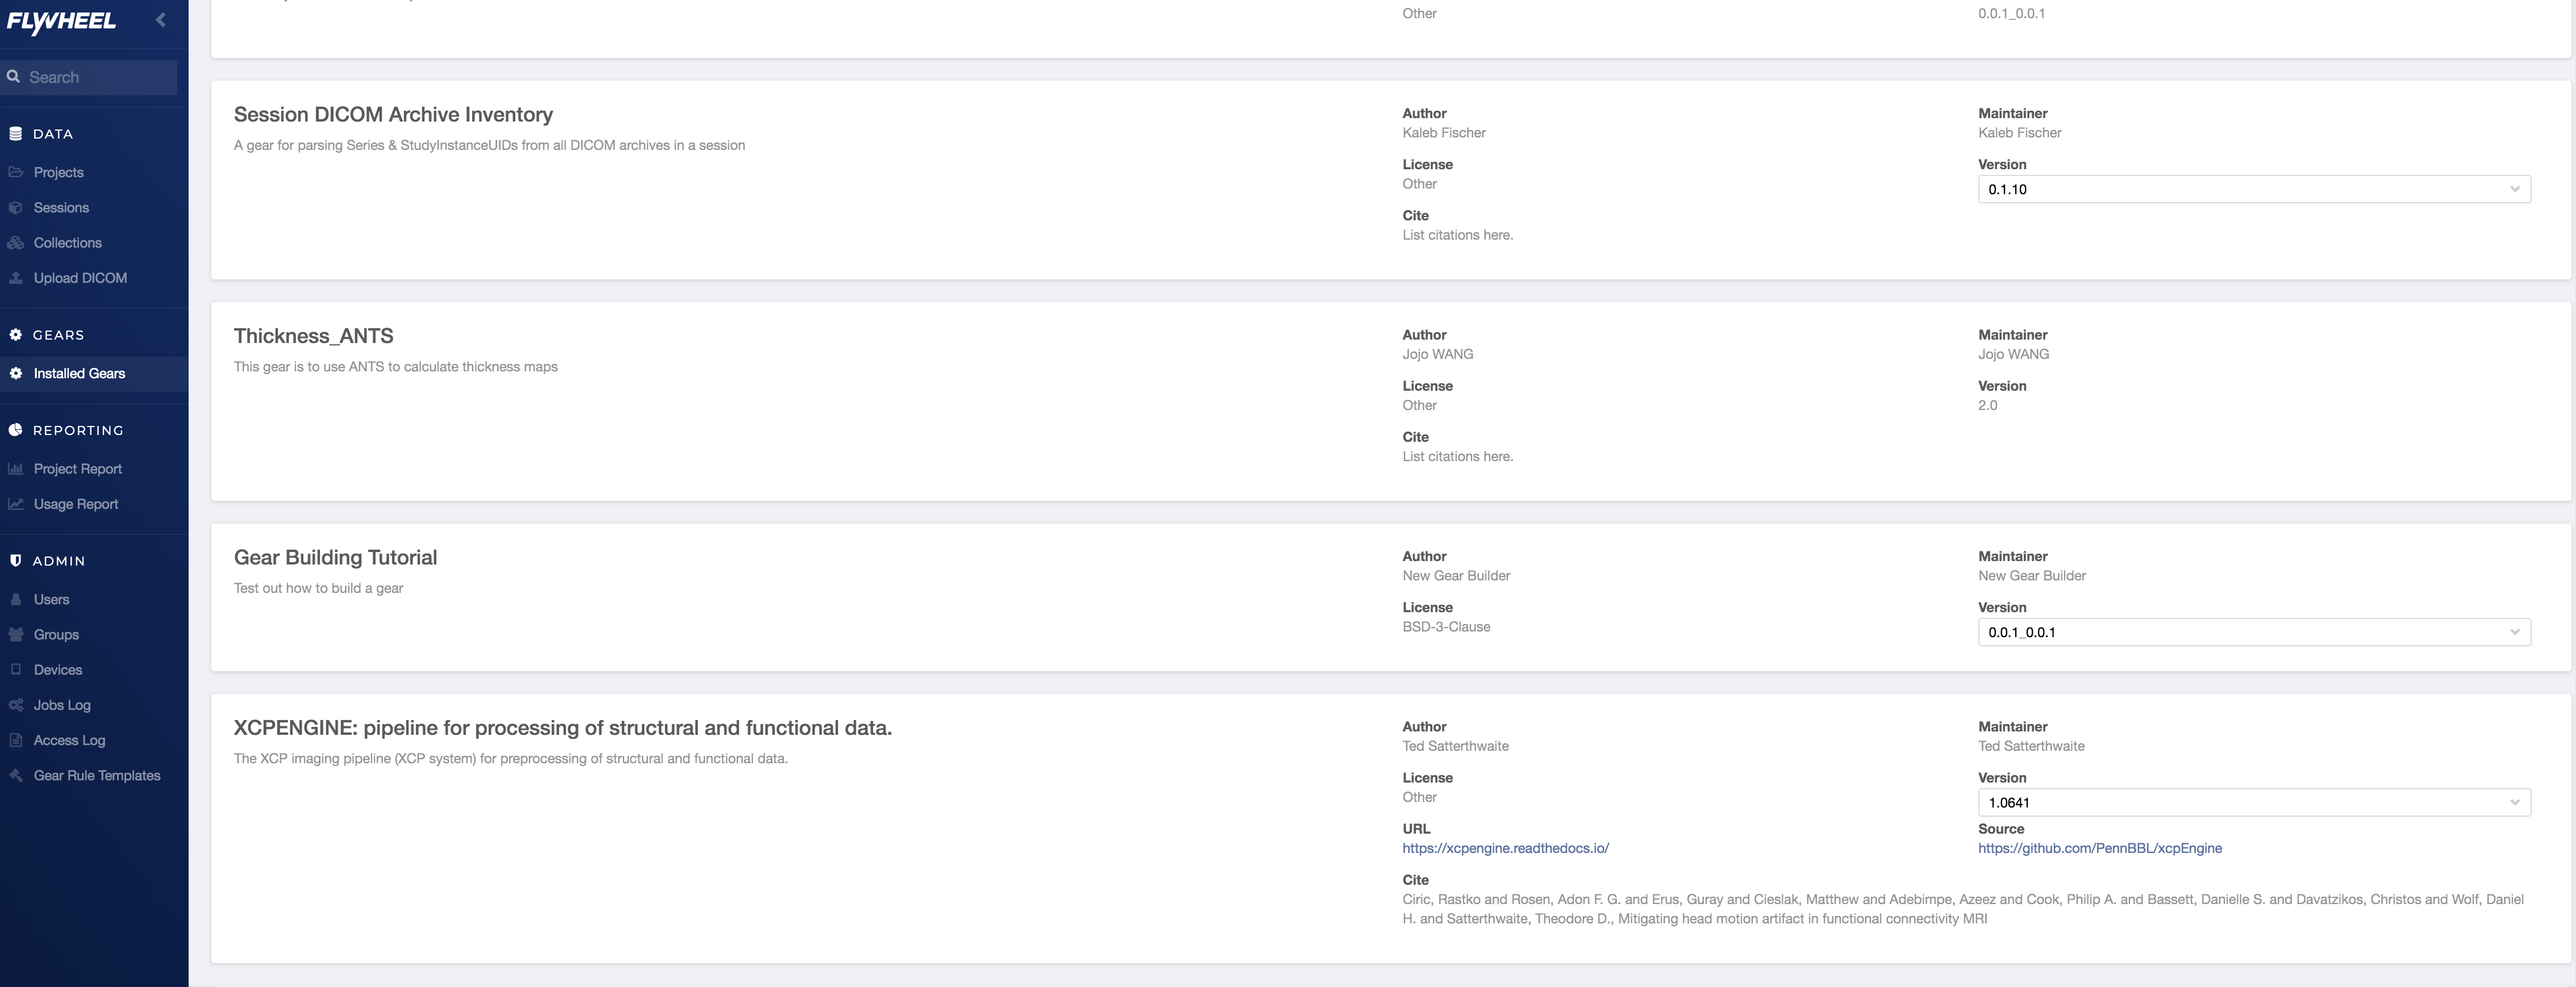 FLYWHEEL
Search
DATA
Projects
Sessions
Collections
Upload DICOM
GEARS
Installed Gears
REPORTING
Project Report
Usage Report
ADMIN
Users
Groups
Devices
Jobs Log
Access Log
Gear Rule Templates
Other
0.0.1_0.0.1
Session DICOM Archive Inventory
A gear for parsing Series & StudyInstanceUIDs from all DICOM archives in a session
Author
Kaleb Fischer
License
Other
Cite
List citations here.
Maintainer
Kaleb Fischer
Version
0.1.10
Thickness_ANTS
This gear is to use ANTS to calculate thickness maps
Author
Jojo WANG
License
Other
Cite
List citations here.
Maintainer
Jojo WANG
Version
2.0
Gear Building Tutorial
Test out how to build a gear
Author
New Gear Builder
License
BSD-3-Clause
Maintainer
New Gear Builder
Version
0.0.1_0.0.1
XCPENGINE: pipeline for processing of structural and functional data.
The XCP imaging pipeline (XCP system) for preprocessing of structural and functional data.
Author
Ted Satterthwaite
License
Other
URL
https://xcpengine.readthedocs.io/
Maintainer
Ted Satterthwaite
Version
1.0641
Source
https://github.com/PennBBL/xcpEngine
Cite
Ciric, Rastko and Rosen, Adon F. G. and Erus, Guray and Cieslak, Matthew and Adebimpe, Azeez and Cook, Philip A. and Bassett, Danielle S. and Davatzikos, Christos and Wolf, Daniel
H. and Satterthwaite, Theodore D., Mitigating head motion artifact in functional connectivity MRI